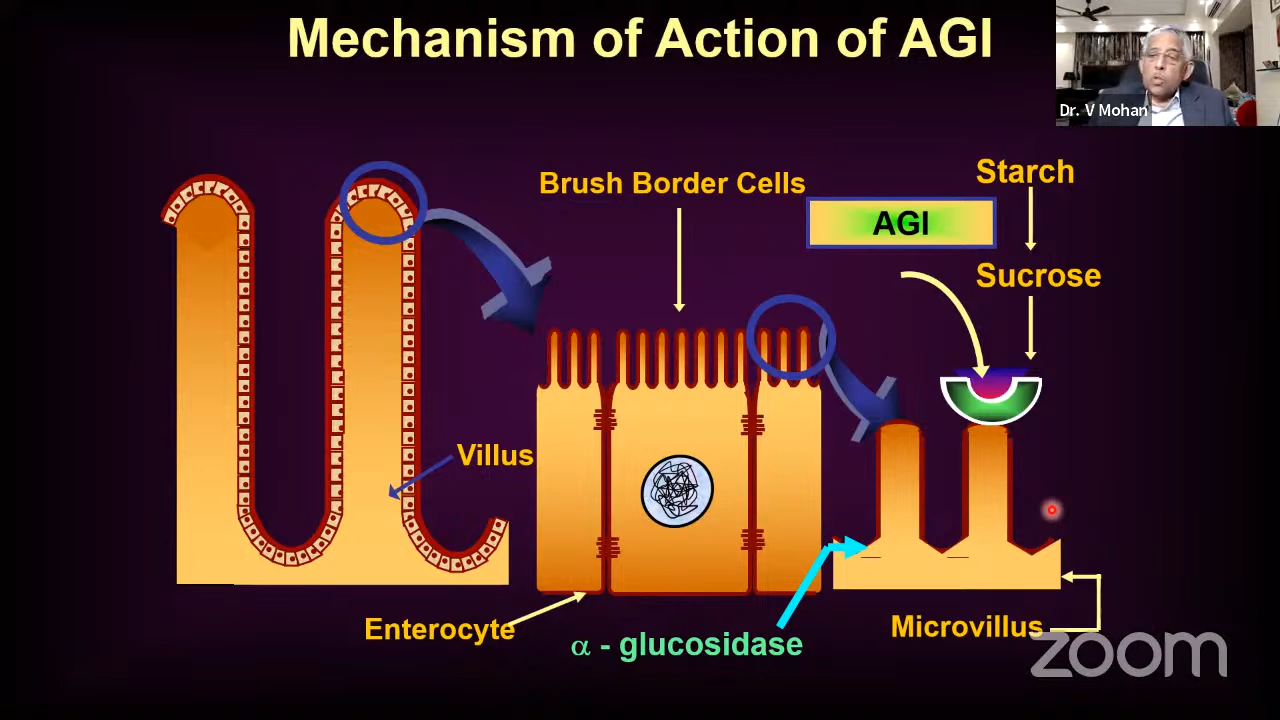 Mechanism of Action of AGI
Dr. V Mohan
Brush Border Cells
Starch
AGI
Sucrose
Villus
Enterocyte
α - glucosidase
Microvillus
zoom